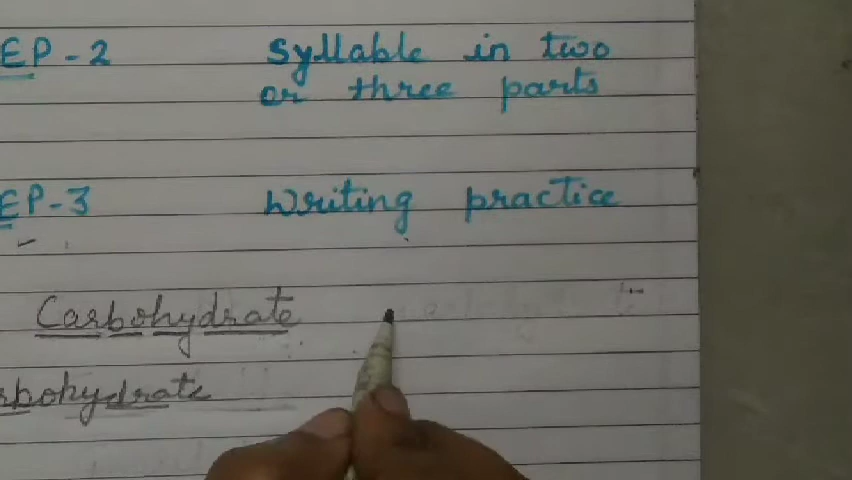 EP-2 Syllable in two
or three parts
EP-3 Writing practice
Carbohydrate
rbohydrate